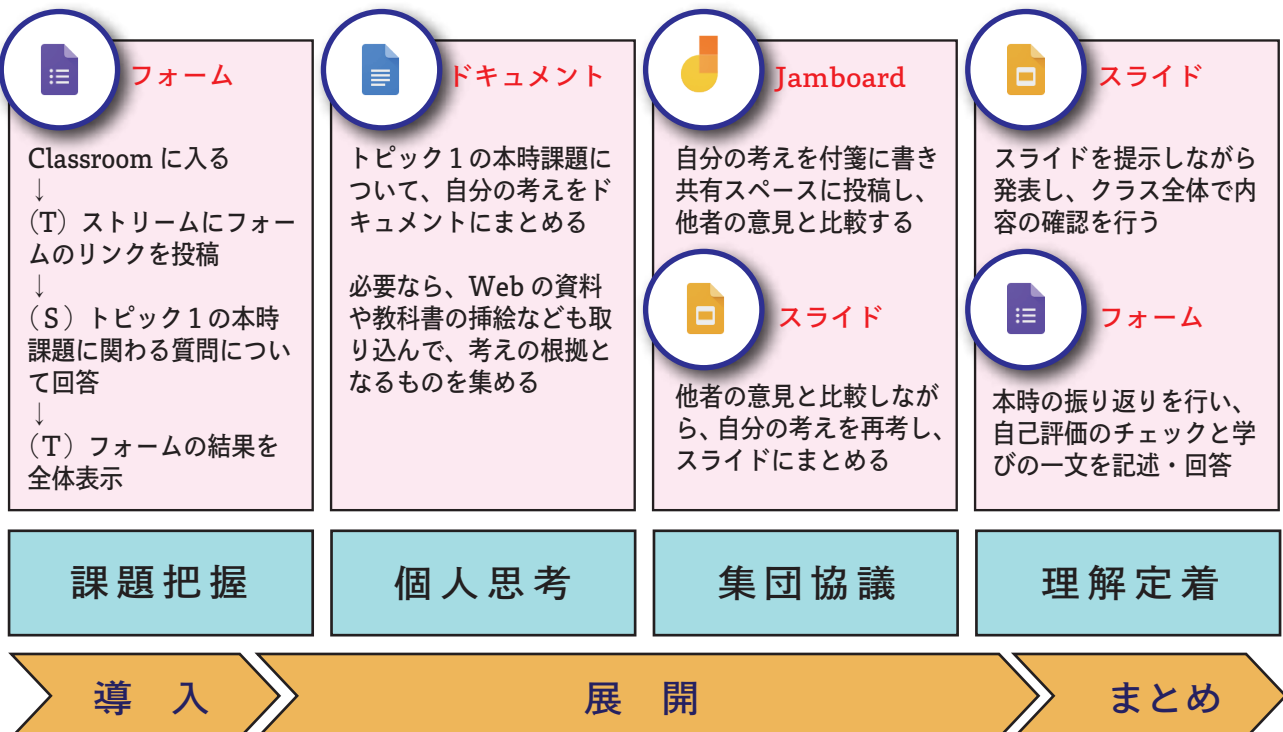 フォーム
Classroom に入る
↓
（T）ストリームにフォー
ムのリンクを投稿
↓
（S）トピック１の本時
課題に関わる質問につい
て回答
↓
（T）フォームの結果を
全体表示
課題把握
ドキュメント
トピック１の本時課題に
ついて、自分の考えをド
キュメントにまとめる
必要なら、Web の資料
や教科書の挿絵なども取
り込んで、考えの根拠と
なるものを集める
個人思考
Jamboard
自分の考えを付箋に書き
共有スペースに投稿し、
他者の意見と比較する
スライド
他者の意見と比較しなが
ら、自分の考えを再考し、
スライドにまとめる
集団協議
スライド
スライドを提示しながら
発表し、クラス全体で内
容の確認を行う
フォーム
本時の振り返りを行い、
自己評価のチェックと学
びの一文を記述・回答
理解定着
導　入
展　開
まとめ